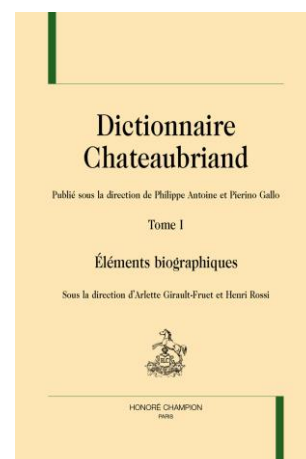 Dictionnaire
Chateaubriand
Publié sous la direction de Philippe Antoine et Pierino Gallo
Tome I
Éléments biographiques
Sous la direction d'Arlette Girault-Fruet et Henri Rossi
HONORÉ CHAMPION
PARIS